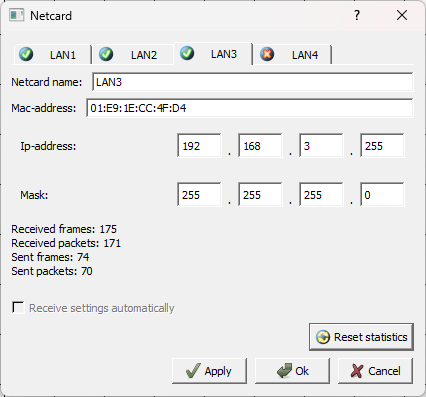 Netcard
?
LAN1 LAN2 LAN3 LAN4
Netcard name: LAN3
Mac-address: 01:E9:1E:CC:4F:D4
Ip-address: 192 . 168 . 3 . 255
Mask: 255 . 255 . 255 . 0
Received frames: 175
Received packets: 171
Sent frames: 74
Sent packets: 70
Receive settings automatically
Reset statistics
Apply Ok Cancel